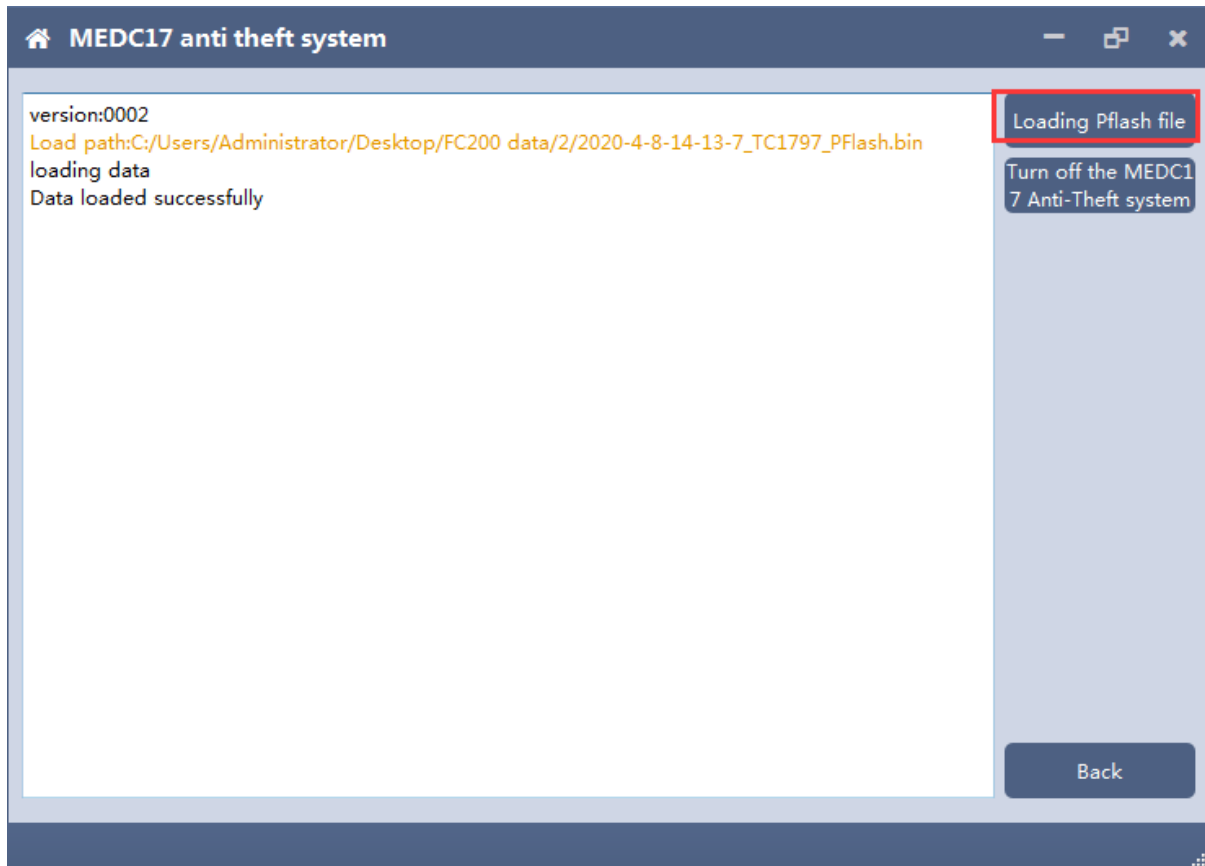 MEDC17 anti theft system
version:0002
Load path:C:/Users/Administrator/Desktop/FC200 data/2/2020-4-8-14-13-7_TC1797_PFlash.bin
loading data
Data loaded successfully
Loading Pflash file
Turn off the MEDC1
7 Anti-Theft system
Back